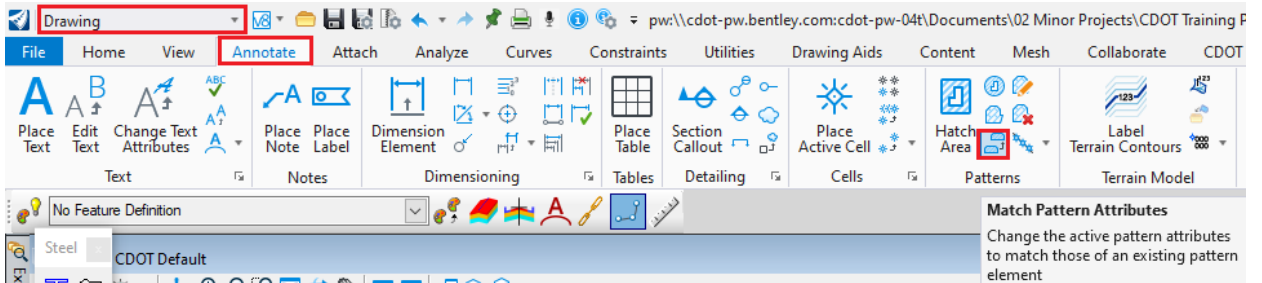 Drawing
pw:\\cdot-pw.bentley.com:cdot-pw-04t\Documents\02 Minor Projects\CDOT Training P
File Home View Annotate Attach Analyze Curves Constraints Utilities Drawing Aids Content Mesh Collaborate CDOT
Place Text
Edit Text
Change Text Attributes
Place Note
Place Label
Dimension Element
Place Table
Section Callout
Place Active Cell
Hatch Area
Label Terrain Contours
Text Notes Dimensioning Tables Detailing Cells Patterns Terrain Model
No Feature Definition
Match Pattern Attributes
Change the active pattern attributes
to match those of an existing pattern
element
Steel
CDOT Default